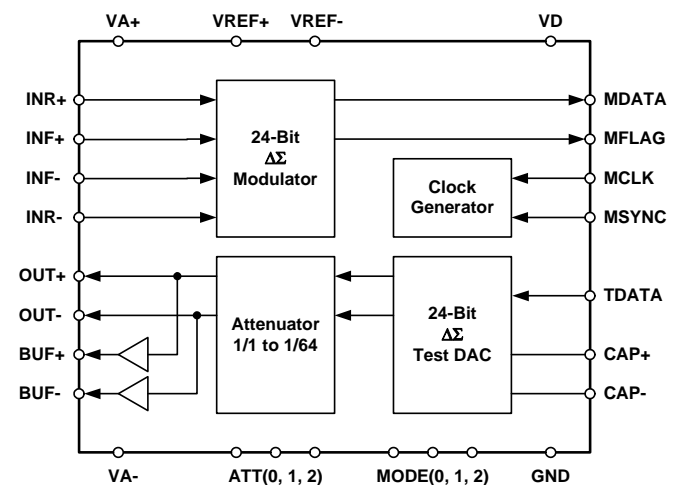 VA+ VREF+ VREF- VD
INR+
INF+
INF-
INR-
24-Bit
ΔΣ
Modulator
MDATA
MFLAG
Clock
Generator
MCLK
MSYNC
OUT+
OUT-
BUF+
BUF-
Attenuator
1/1 to 1/64
24-Bit
ΔΣ
Test DAC
TDATA
CAP+
CAP-
VA- ATT(0, 1, 2) MODE(0, 1, 2) GND